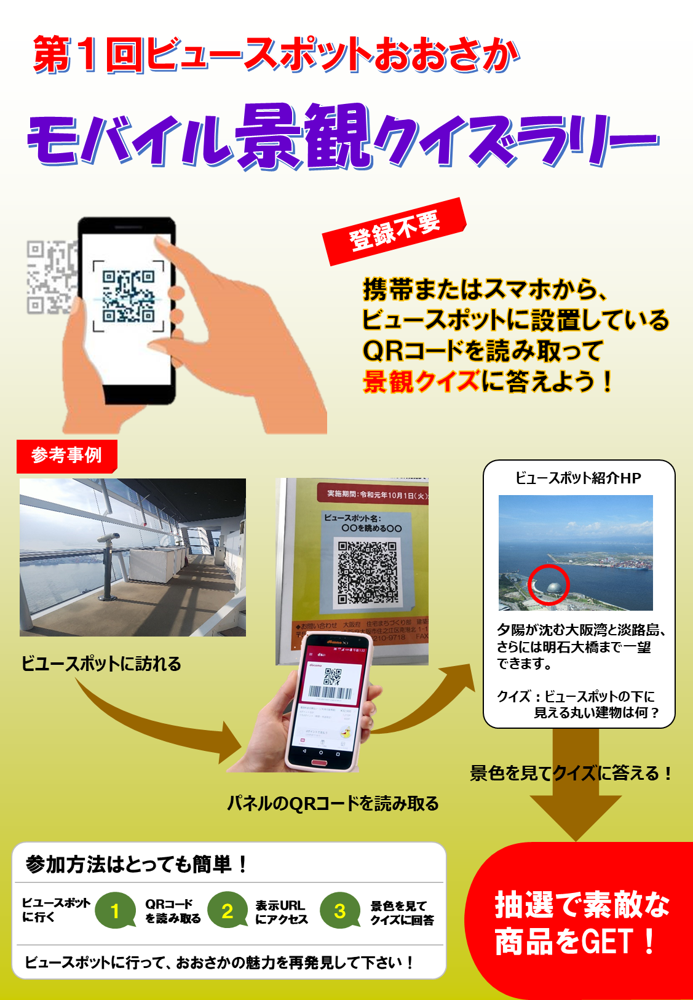 第1回ビュースポットおおさか
モバイル景観クイズラリー
登録不要
携帯またはスマホから、
ビュースポットに設置している
QRコードを読み取って
景観クイズに答えよう！
参考事例
実施期間：令和元年10月1日（火）
ビュースポット名：
〇〇を眺める〇〇
◆お問い合わせ 大阪府 住宅まちづくり部 建築
大阪市住之江区南港北 1-1
210-9718 FAX
docomo
ビュースポット紹介HP
夕陽が沈む大阪湾と淡路島、
さらには明石大橋まで一望
できます。
クイズ：ビュースポットの下に
見える丸い建物は何？
ビュースポットに訪れる
パネルのQRコードを読み取る
景色を見てクイズに答える！
参加方法はとっても簡単！
ビュースポット
に行く
1
QRコード
を読み取る
2
表示URL
にアクセス
3
景色を見て
クイズに回答
ビュースポットに行って、おおさかの魅力を再発見して下さい！
抽選で素敵な
商品をGET！